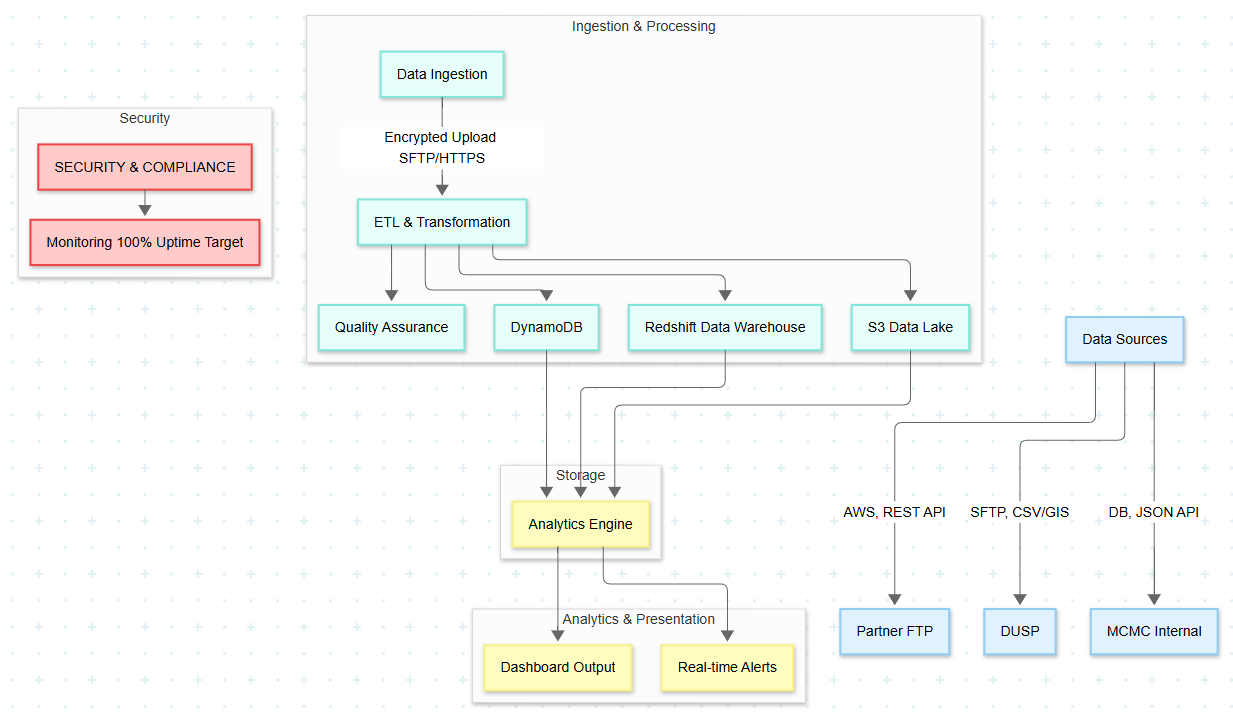 Ingestion & Processing
Data Ingestion
Encrypted Upload
SFTP/HTTPS
ETL & Transformation
Quality Assurance
DynamoDB
Redshift Data Warehouse
S3 Data Lake
Security
SECURITY & COMPLIANCE
Monitoring 100% Uptime Target
Data Sources
AWS, REST API
SFTP, CSV/GIS
DB, JSON API
Partner FTP
DUSP
MCMC Internal
Storage
Analytics Engine
Analytics & Presentation
Dashboard Output
Real-time Alerts